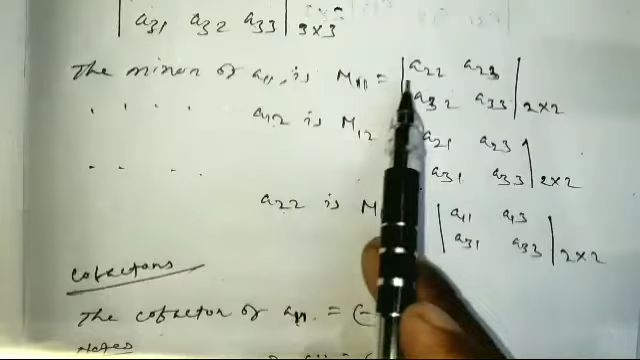 a31 a32 a33 3×3
The minor of a11 is M11 = a22 a23
a32 a33 2×2
" " " " a12 is M12 a21 a23
a31 a33 2×2
a22 is M a11 a13
a31 a33 2×2
Cofactors
The cofactor of a11 = (-
Notes